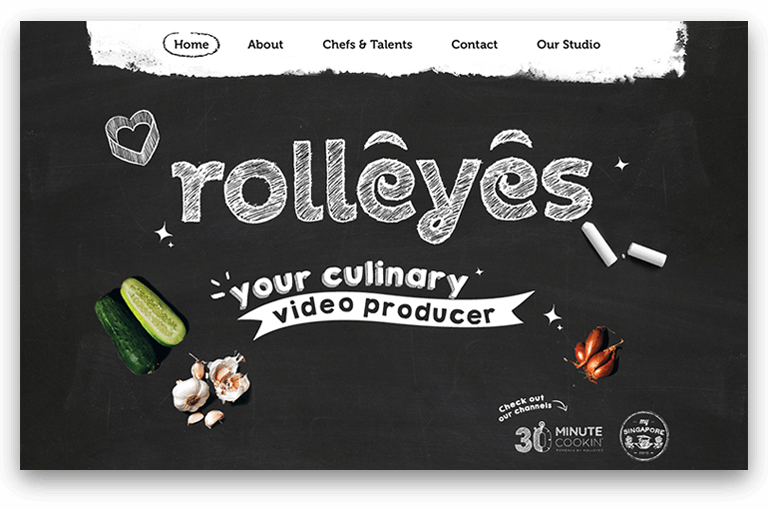 Home About Chefs & Talents Contact Our Studio
rollêyês
your culinary
video producer
Check out
our channels
30 MINUTE
COOKIN'
my
SINGAPORE